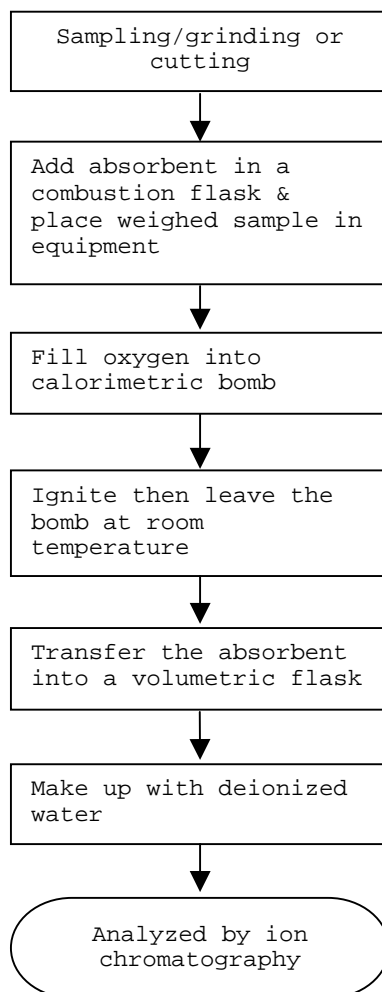 Sampling/grinding or
cutting
Add absorbent in a
combustion flask &
place weighed sample in
equipment
Fill oxygen into
calorimetric bomb
Ignite then leave the
bomb at room
temperature
Transfer the absorbent
into a volumetric flask
Make up with deionized
water
Analyzed by ion
chromatography